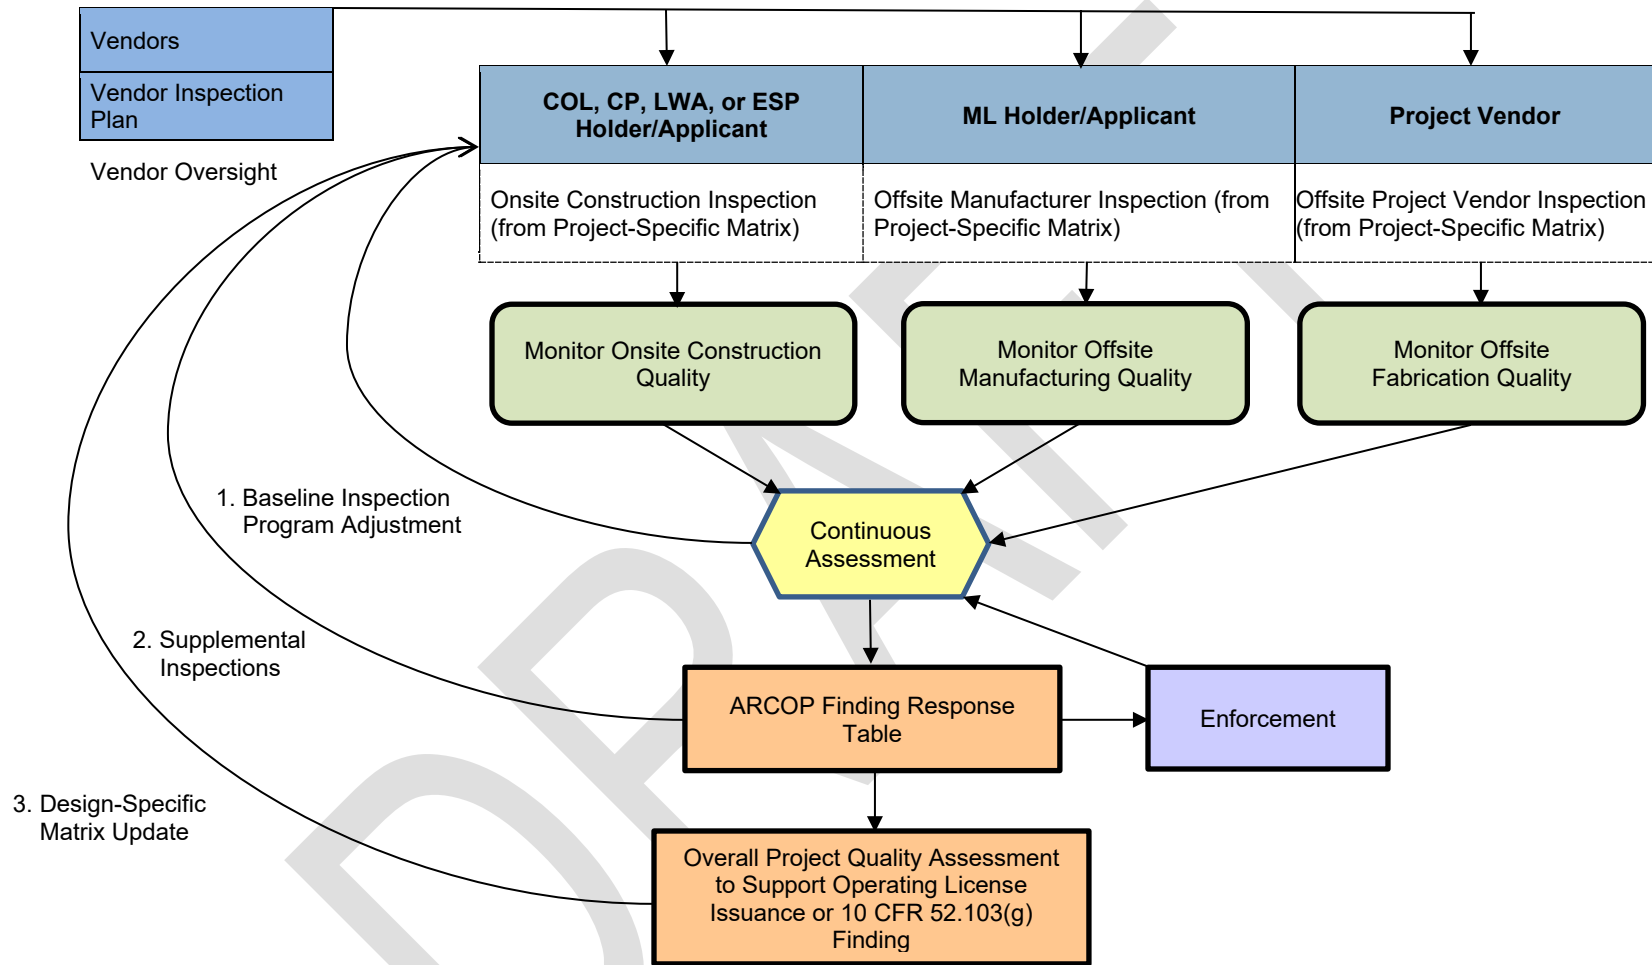 Vendors
Vendor Inspection
Plan
Vendor Oversight
COL, CP, LWA, or ESP
Holder/Applicant
ML Holder/Applicant
Project Vendor
Onsite Construction Inspection
(from Project-Specific Matrix)
Offsite Manufacturer Inspection (from
Project-Specific Matrix)
Offsite Project Vendor Inspection
(from Project-Specific Matrix)
Monitor Onsite Construction
Quality
Monitor Offsite
Manufacturing Quality
Monitor Offsite
Fabrication Quality
1. Baseline Inspection
Program Adjustment
Continuous
Assessment
2. Supplemental
Inspections
ARCOP Finding Response
Table
Enforcement
3. Design-Specific
Matrix Update
Overall Project Quality Assessment
to Support Operating License
Issuance or 10 CFR 52.103(g)
Finding
DRAFT